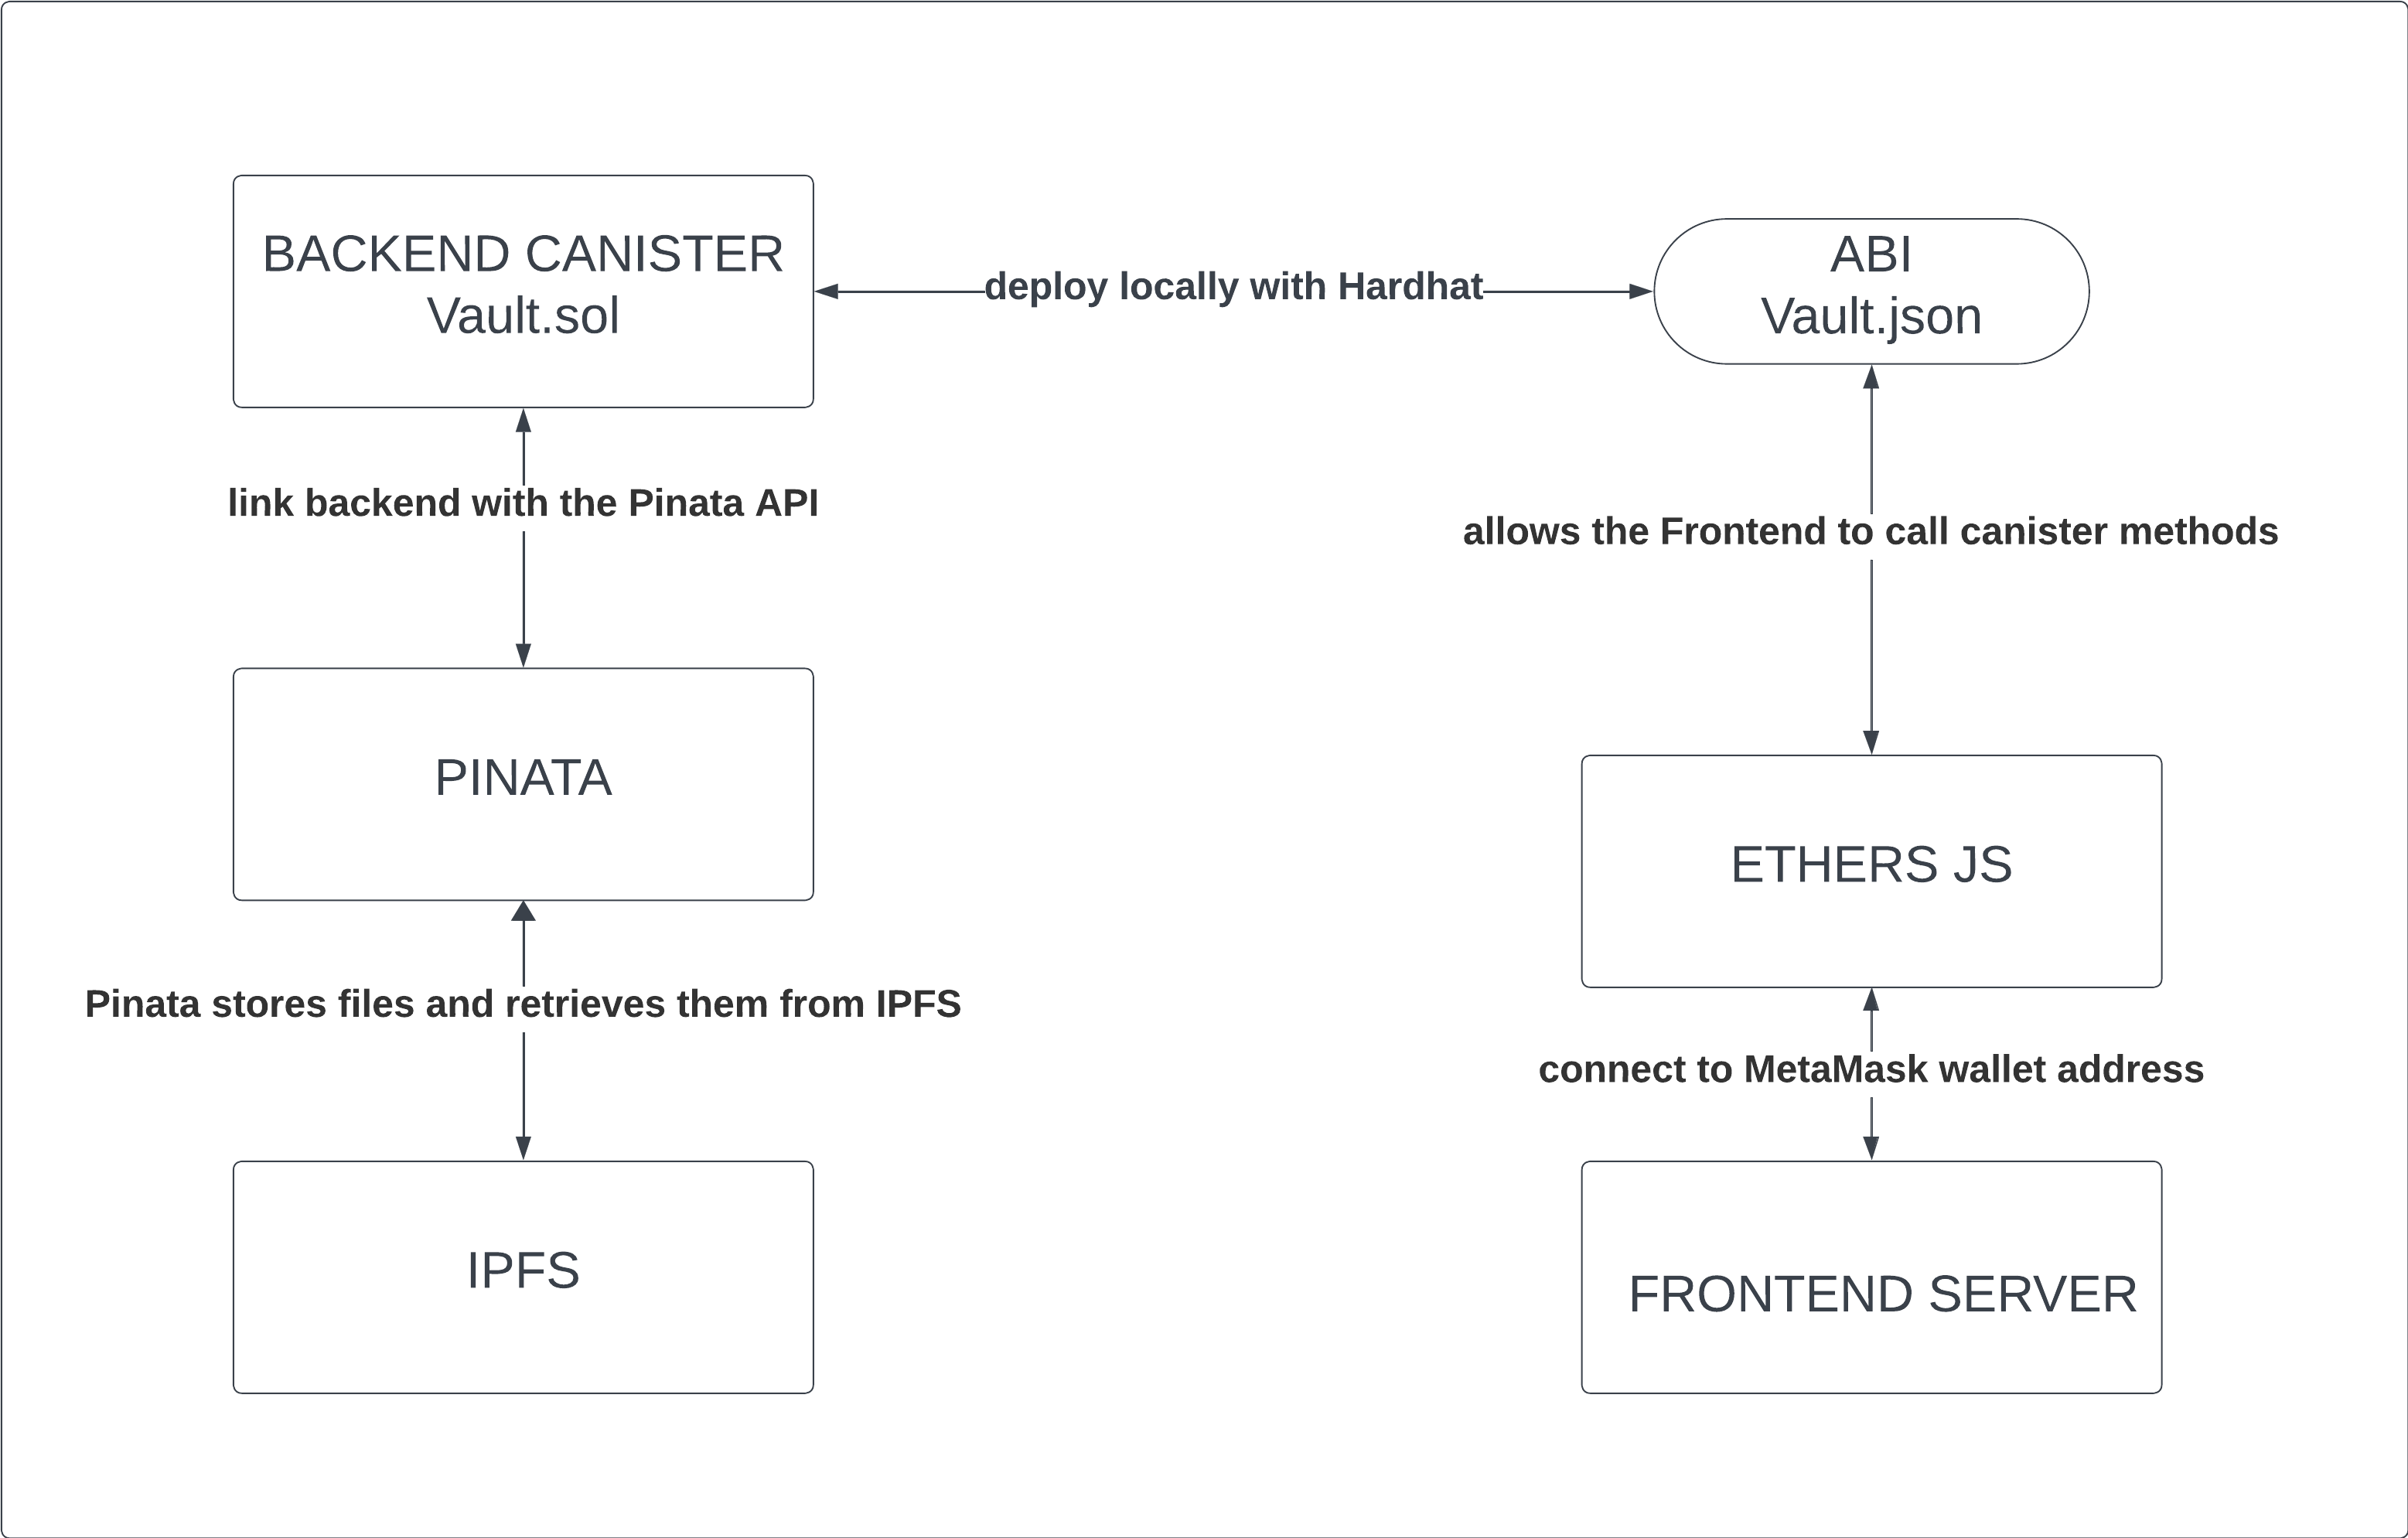 BACKEND CANISTER
Vault.sol
deploy locally with Hardhat
ABI
Vault.json
link backend with the Pinata API
allows the Frontend to call canister methods
PINATA
ETHERS JS
Pinata stores files and retrieves them from IPFS
connect to MetaMask wallet address
IPFS
FRONTEND SERVER